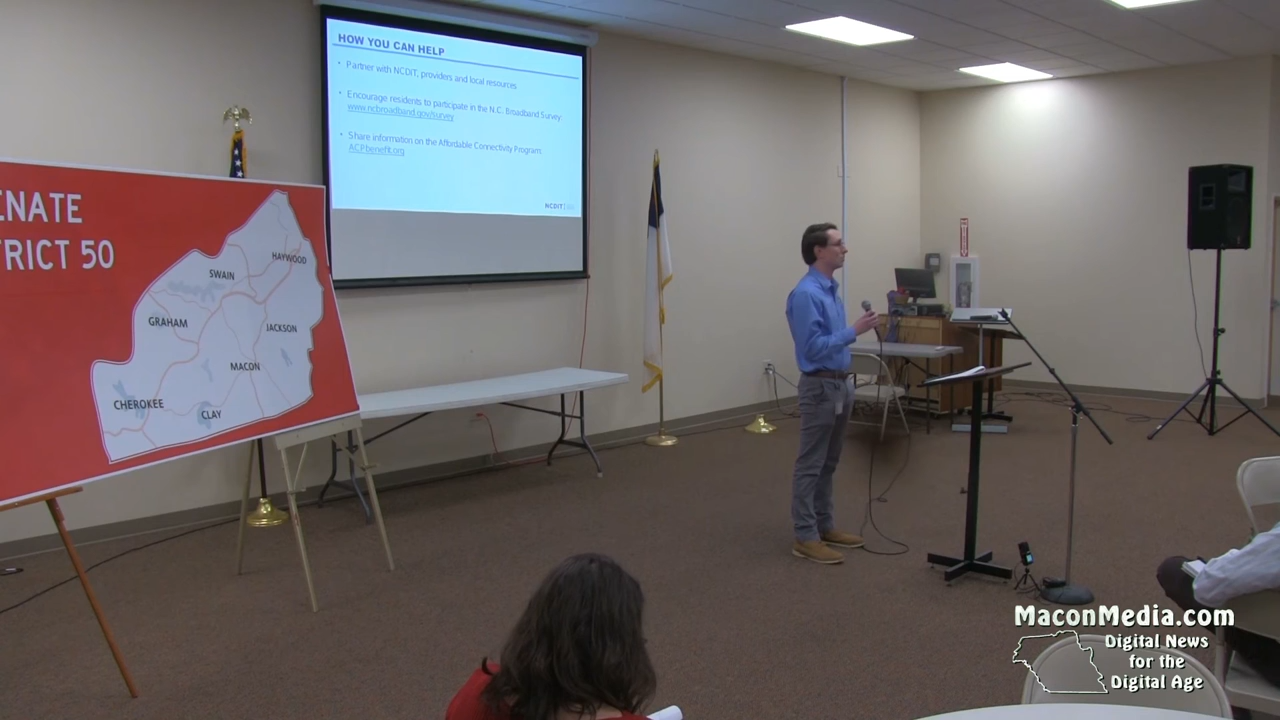 HOW YOU CAN HELP
• Partner with NCDIT, providers and local resources
• Encourage residents to participate in the N.C. Broadband Survey:
www.ncbroadband.gov/survey
• Share information on the Affordable Connectivity Program:
ACPbenefit.org
NCDIT
ENATE
TRICT 50
HAYWOOD
SWAIN
GRAHAM
JACKSON
MACON
CHEROKEE
CLAY
MaconMedia.com
Digital News
for the
Digital Age